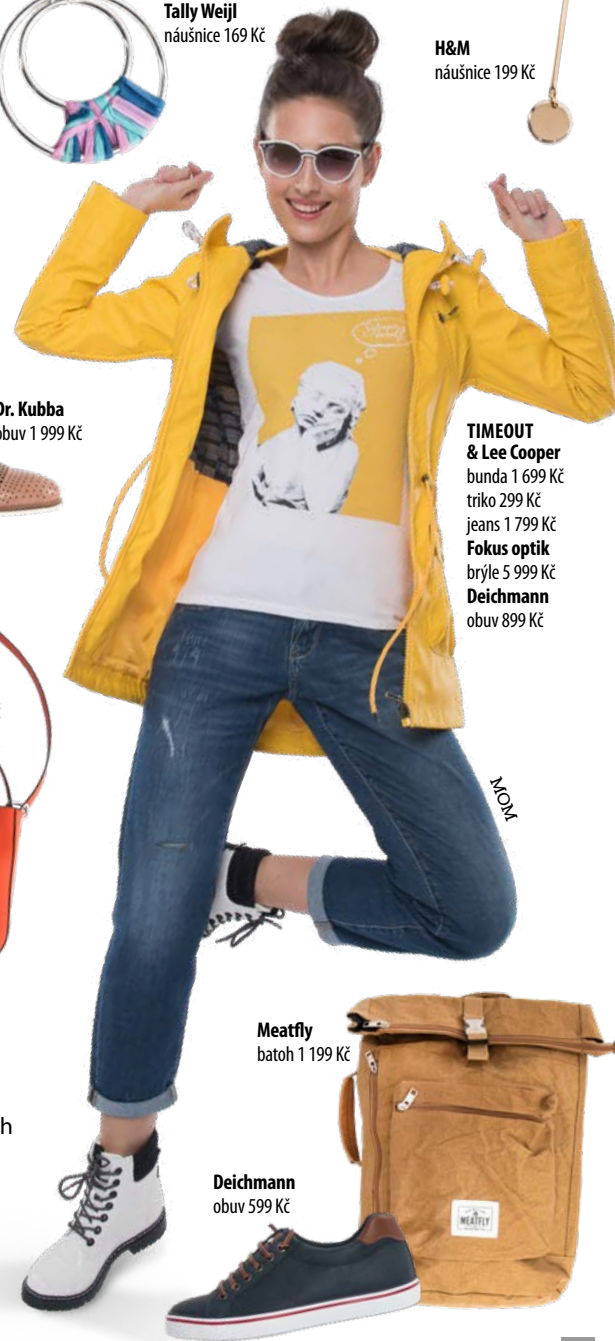 Tally Weijl
náušnice 169 Kč
H&M
náušnice 199 Kč
Dr. Kubba
obuv 1 999 Kč
TIMEOUT
& Lee Cooper
bunda 1 699 Kč
triko 299 Kč
jeans 1 799 Kč
Fokus optik
brýle 5 999 Kč
Deichmann
obuv 899 Kč
MOM
Meatfly
batoh 1 199 Kč
MEATFLY
h
Deichmann
obuv 599 Kč